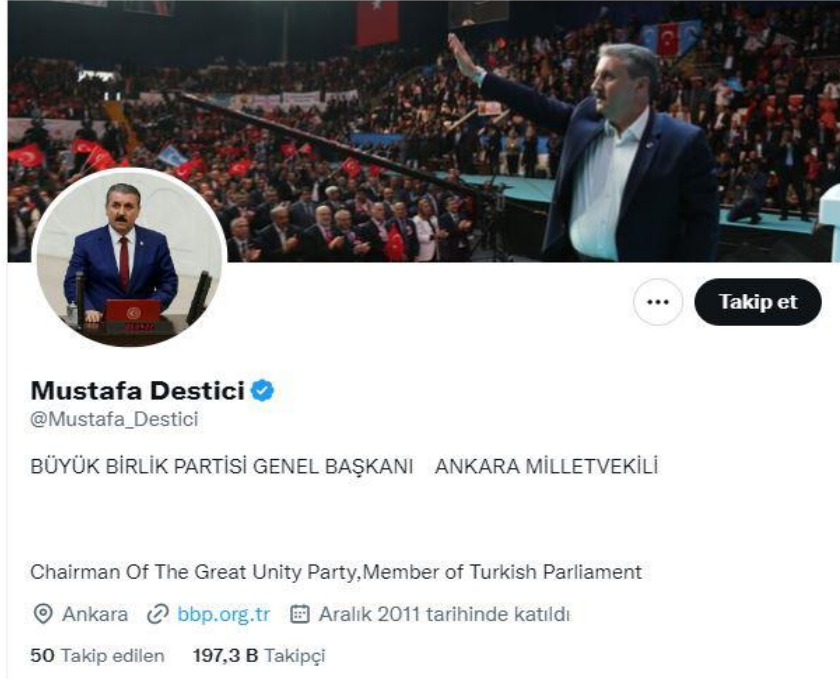 Takip et
Mustafa Destici
@Mustafa_Destici
BÜYÜK BİRLİK PARTİSİ GENEL BAŞKANI ANKARA MİLLETVEKİLİ
Chairman Of The Great Unity Party,Member of Turkish Parliament
Ankara bbp.org.tr Aralık 2011 tarihinde katıldı
50 Takip edilen 197,3 B Takipçi